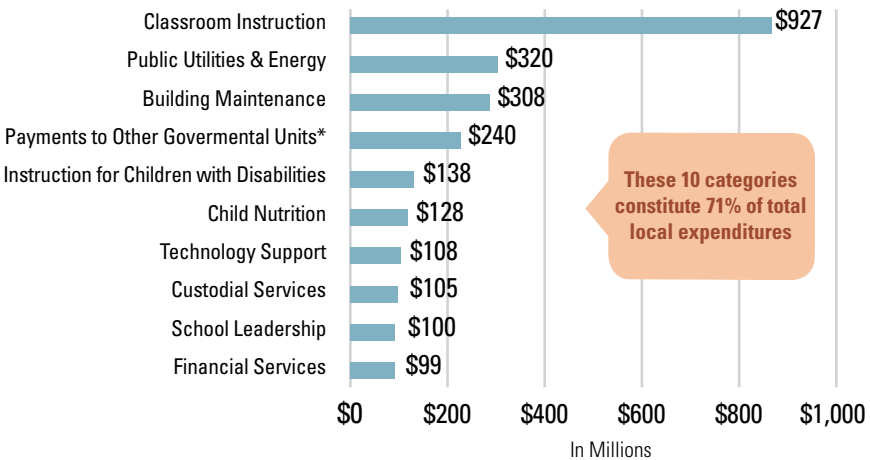 Classroom Instruction $927
Public Utilities & Energy $320
Building Maintenance $308
Payments to Other Govermental Units* $240
Instruction for Children with Disabilities $138
Child Nutrition $128
Technology Support $108
Custodial Services $105
School Leadership $100
Financial Services $99
These 10 categories
constitute 71% of total
local expenditures
$0 $200 $400 $600 $800 $1,000
In Millions